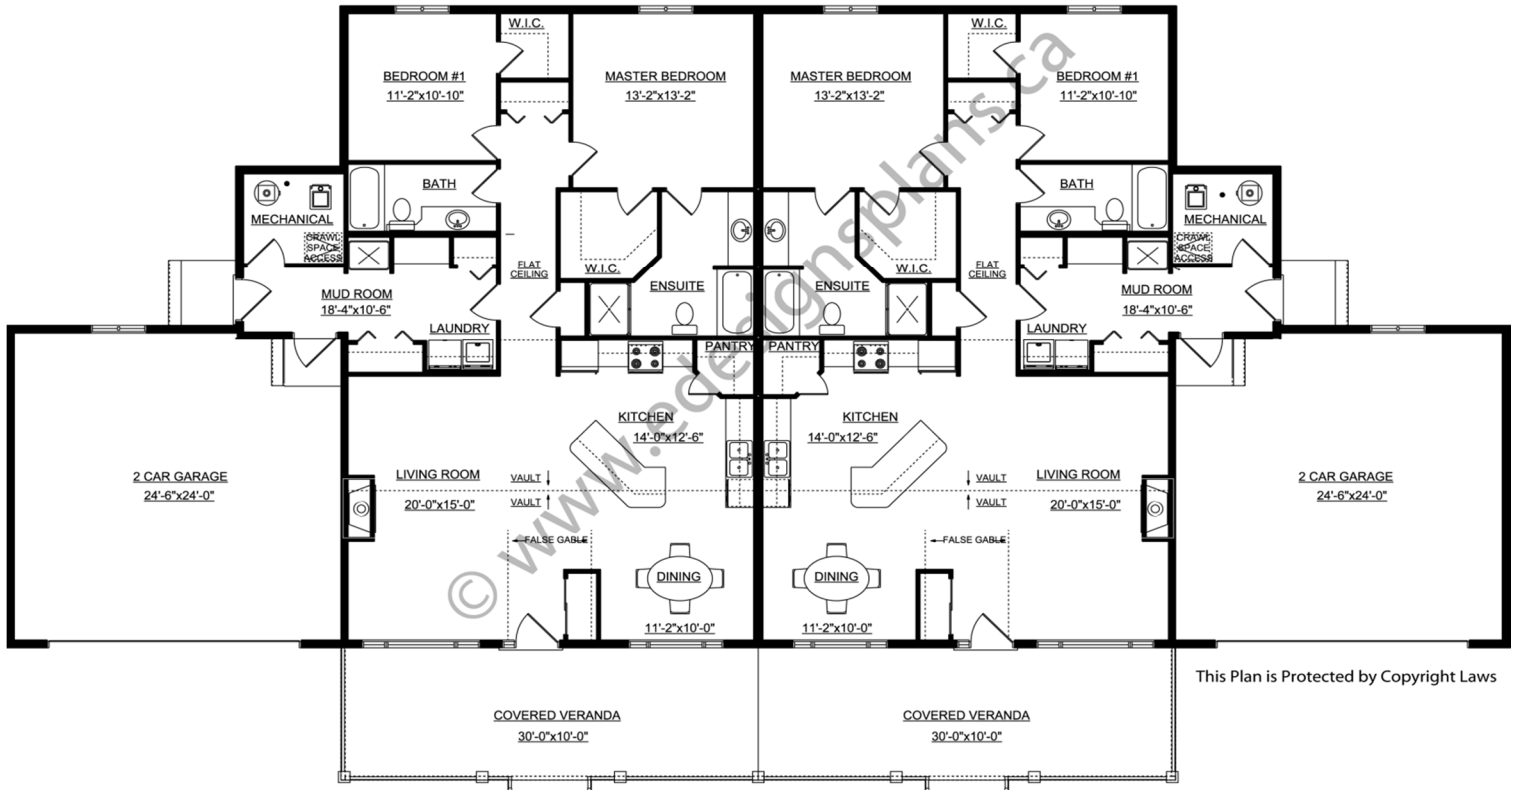 W.I.C.
W.I.C.
BEDROOM #1
11'-2"x10'-10"
MASTER BEDROOM
13'-2"x13'-2"
MASTER BEDROOM
13'-2"x13'-2"
BEDROOM #1
11'-2"x10'-10"
BATH
BATH
MECHANICAL
MECHANICAL
CRAWL
SPACE
ACCESS
CRAWL
SPACE
ACCESS
W.I.C.
FLAT
CEILING
W.I.C.
FLAT
CEILING
ENSUITE
ENSUITE
MUD ROOM
18'-4"x10'-6"
MUD ROOM
18'-4"x10'-6"
LAUNDRY
LAUNDRY
PANTRY
PANTRY
KITCHEN
14'-0"x12'-6"
KITCHEN
14'-0"x12'-6"
2 CAR GARAGE
24'-6"x24'-0"
LIVING ROOM
20'-0"x15'-0"
VAULT
VAULT
VAULT
VAULT
LIVING ROOM
20'-0"x15'-0"
2 CAR GARAGE
24'-6"x24'-0"
FALSE GABLE
FALSE GABLE
DINING
11'-2"x10'-0"
DINING
11'-2"x10'-0"
© www.edesignsplans.ca
This Plan is Protected by Copyright Laws
COVERED VERANDA
30'-0"x10'-0"
COVERED VERANDA
30'-0"x10'-0"